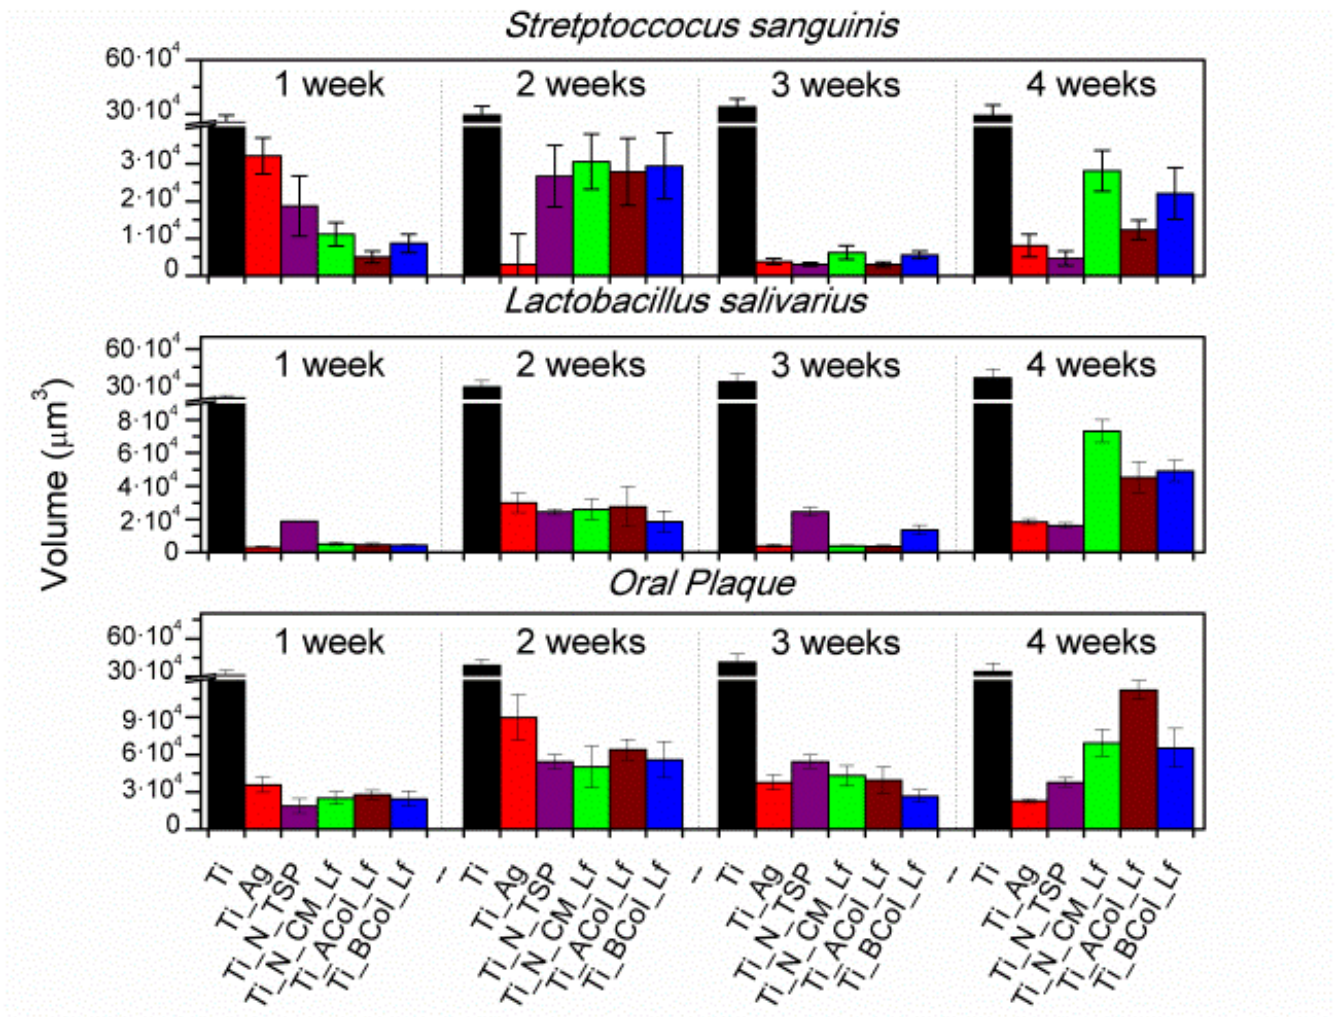 Stretptoccocus sanguinis
60·10⁴
30·10⁴
3·10⁴
2·10⁴
1·10⁴
0
1 week
2 weeks
3 weeks
4 weeks
Lactobacillus salivarius
60·10⁴
30·10⁴
8·10⁴
6·10⁴
4·10⁴
2·10⁴
0
1 week
2 weeks
3 weeks
4 weeks
Volume (μm³)
Oral Plaque
60·10⁴
30·10⁴
9·10⁴
6·10⁴
3·10⁴
0
1 week
2 weeks
3 weeks
4 weeks
Ti
Ti_Ag
Ti_N_TSP
Ti_N_CM_Lf
Ti_ACol_Lf
Ti_BCol_Lf
--
Ti
Ti_Ag
Ti_N_TSP
Ti_N_CM_Lf
Ti_ACol_Lf
Ti_BCol_Lf
--
Ti
Ti_Ag
Ti_N_TSP
Ti_N_CM_Lf
Ti_ACol_Lf
Ti_BCol_Lf
--
Ti
Ti_Ag
Ti_N_TSP
Ti_N_CM_Lf
Ti_ACol_Lf
Ti_BCol_Lf